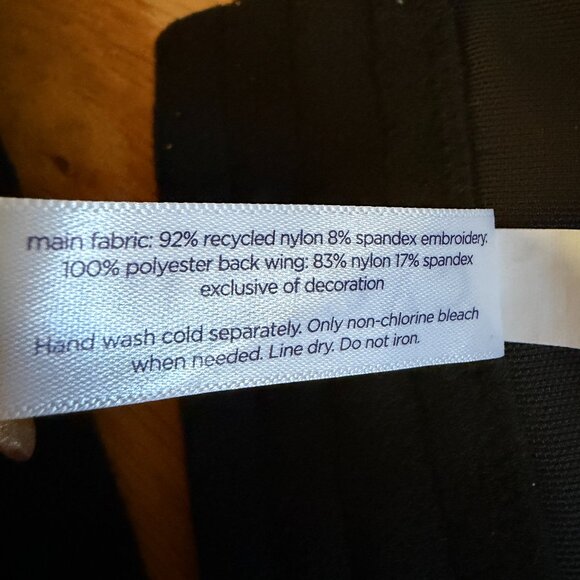 main fabric: 92% recycled nylon 8% spandex embroidery:
100% polyester back wing: 83% nylon 17% spandex
exclusive of decoration
Hand wash cold separately. Only non-chlorine bleach
when needed. Line dry. Do not iron.